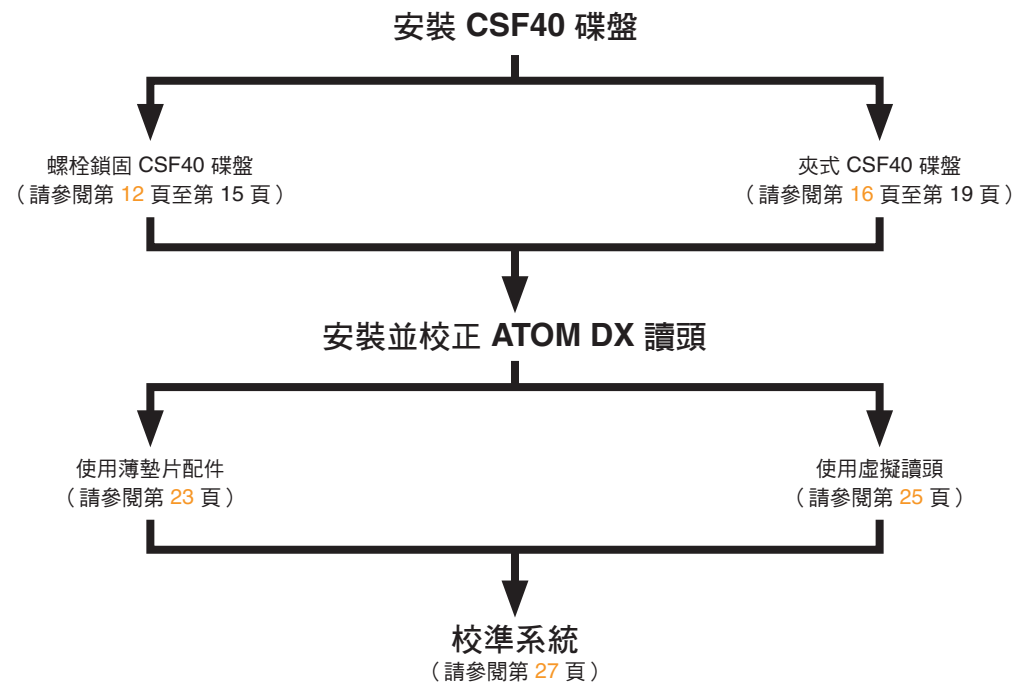 安裝 CSF40 碟盤
螺栓鎖固 CSF40 碟盤
（請參閱第 12 頁至第 15 頁）
夾式 CSF40 碟盤
（請參閱第 16 頁至第 19 頁）
安裝並校正 ATOM DX 讀頭
使用薄墊片配件
（請參閱第 23 頁）
使用虛擬讀頭
（請參閱第 25 頁）
校準系統
（請參閱第 27 頁）